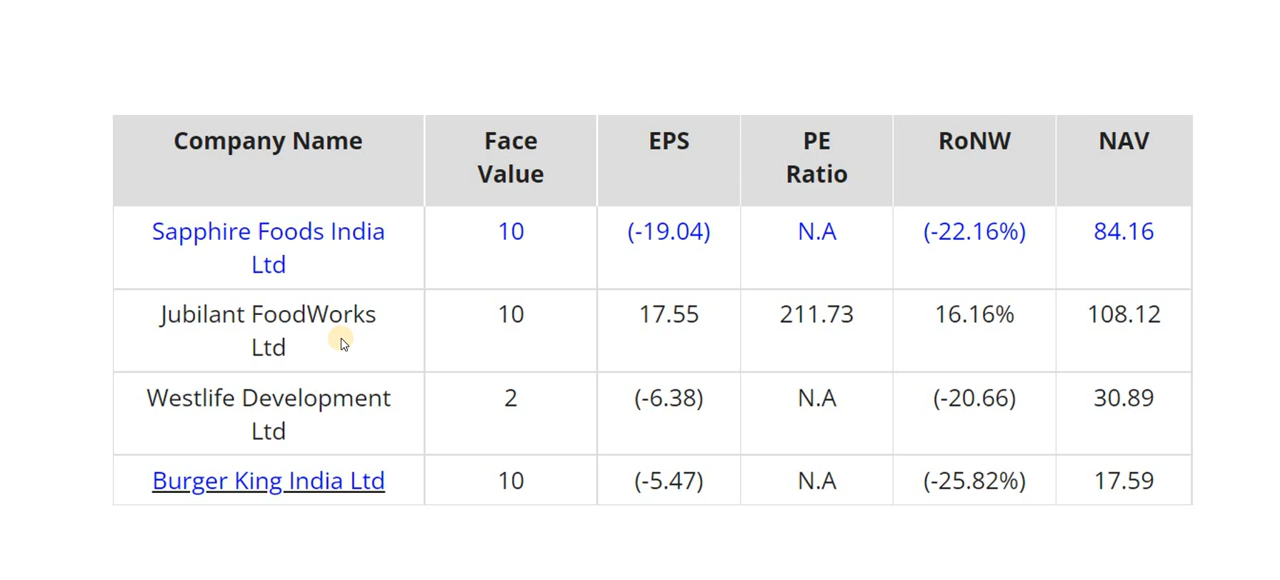 Company Name Face Value EPS PE Ratio RoNW NAV
Sapphire Foods India Ltd 10 (-19.04) N.A (-22.16%) 84.16
Jubilant FoodWorks Ltd 10 17.55 211.73 16.16% 108.12
Westlife Development Ltd 2 (-6.38) N.A (-20.66) 30.89
Burger King India Ltd 10 (-5.47) N.A (-25.82%) 17.59